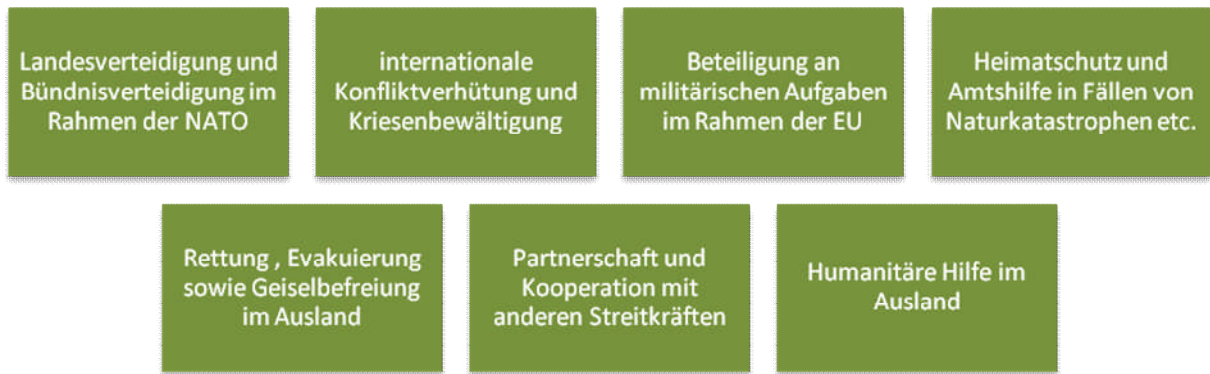 Landesverteidigung und
Bündnisverteidigung im
Rahmen der NATO
internationale
Konfliktverhütung und
Kriesenbewältigung
Beteiligung an
militärischen Aufgaben
im Rahmen der EU
Heimatschutz und
Amtshilfe in Fällen von
Naturkatastrophen etc.
Rettung , Evakuierung
sowie Geiselbefreiung
im Ausland
Partnerschaft und
Kooperation mit
anderen Streitkräften
Humanitäre Hilfe im
Ausland